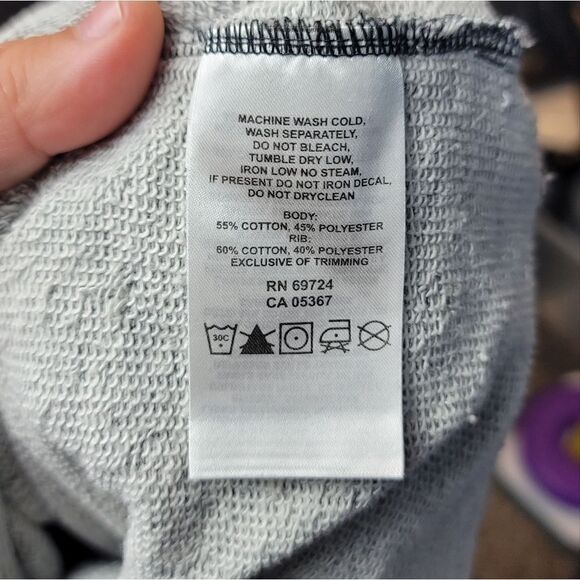 MACHINE WASH COLD,
WASH SEPARATELY,
DO NOT BLEACH,
TUMBLE DRY LOW,
IRON LOW NO STEAM,
IF PRESENT DO NOT IRON DECAL,
DO NOT DRYCLEAN
BODY:
55% COTTON, 45% POLYESTER
RIB:
60% COTTON, 40% POLYESTER
EXCLUSIVE OF TRIMMING
RN 69724
CA 05367
30C